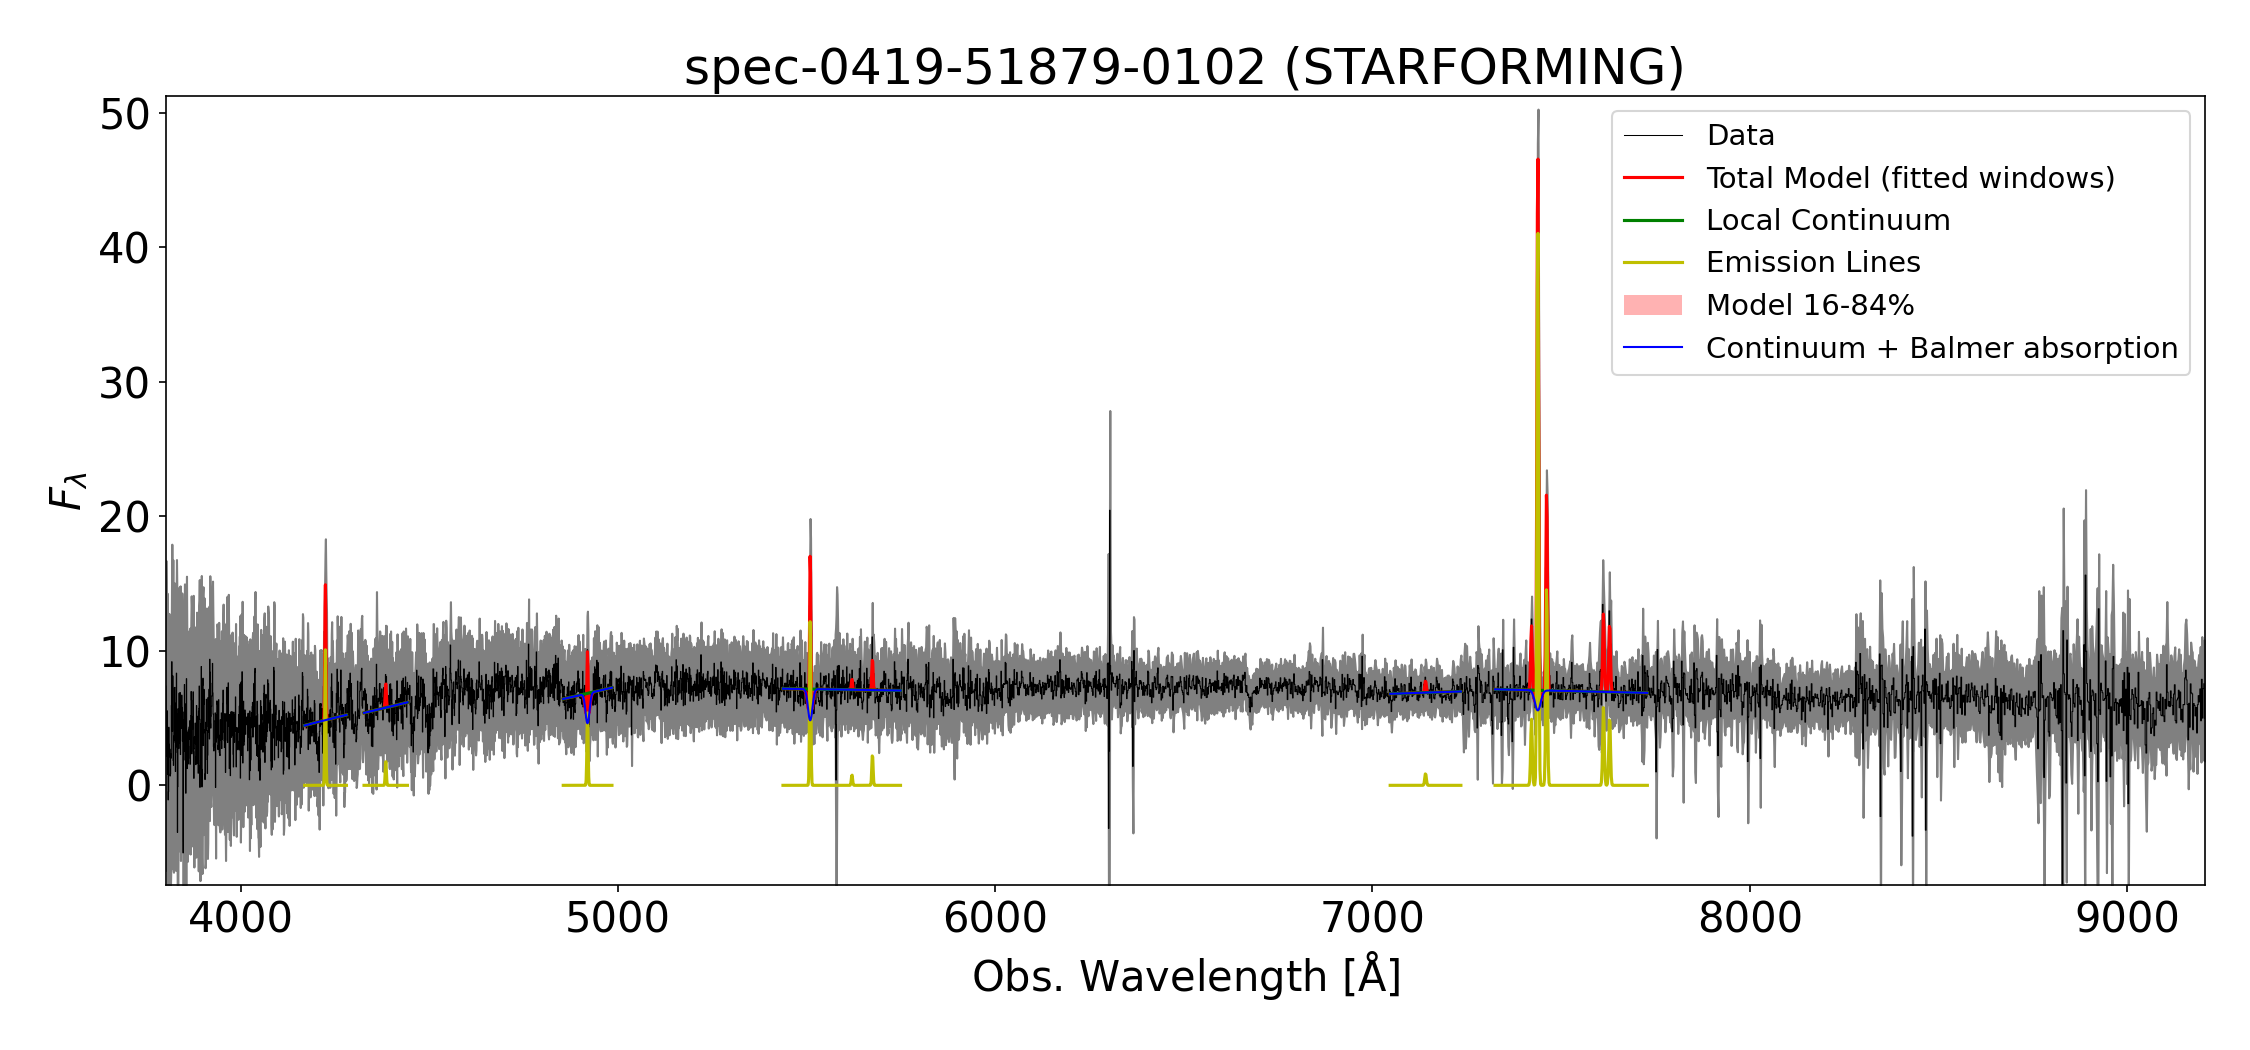 spec-0419-51879-0102 (STARFORMING)
50
40
30
20
10
0
Fλ
Data
Total Model (fitted windows)
Local Continuum
Emission Lines
Model 16-84%
Continuum + Balmer absorption
4000 5000 6000 7000 8000 9000
Obs. Wavelength [Å]